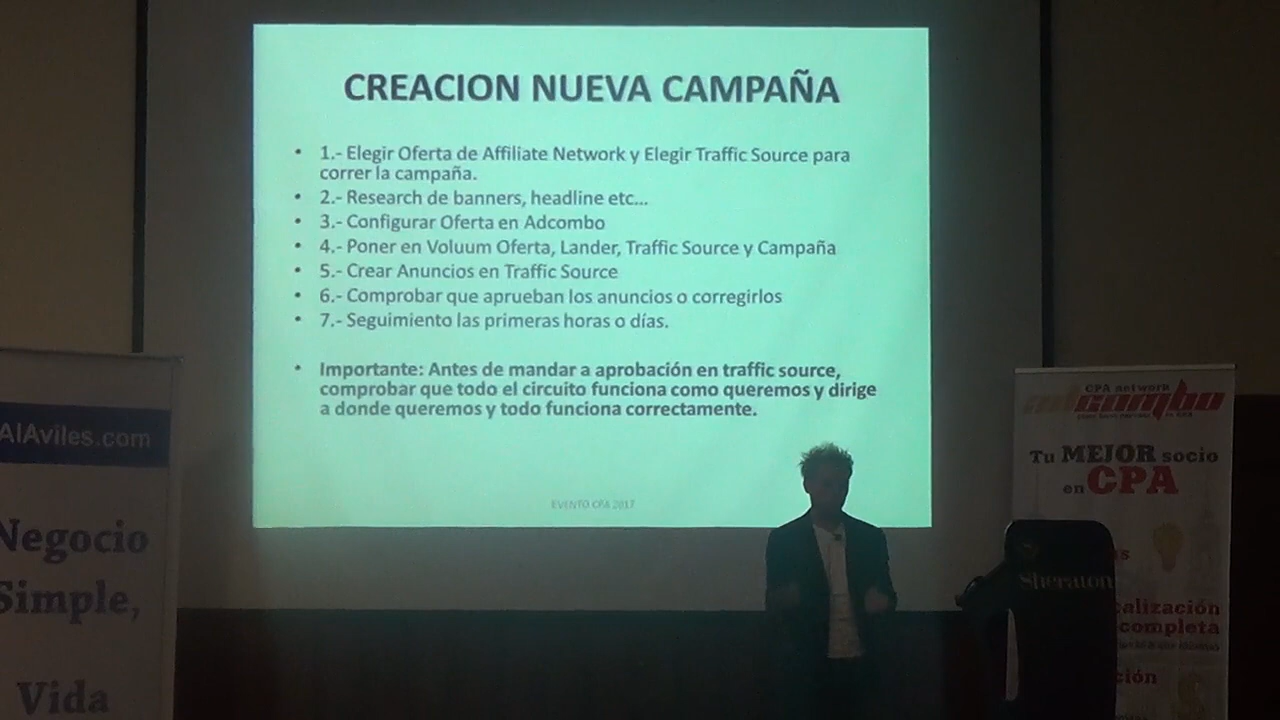 CREACION NUEVA CAMPAÑA
• 1.- Elegir Oferta de Affiliate Network y Elegir Traffic Source para
correr la campaña.
• 2.- Research de banners, headline etc...
• 3.- Configurar Oferta en Adcombo
• 4.- Poner en Voluum Oferta, Lander, Traffic Source y Campaña
• 5.- Crear Anuncios en Traffic Source
• 6.- Comprobar que aprueban los anuncios o corregirlos
• 7.- Seguimiento las primeras horas o días.
• Importante: Antes de mandar a aprobación en traffic source,
comprobar que todo el circuito funciona como queremos y dirige
a donde queremos y todo funciona correctamente.
EVENTO CPA 2017
AlAviles.com
Negocio
Simple,
Vida
CPA network
adcombo
Tu MEJOR socio
en CPA
Sheraton
alización
completa
ción